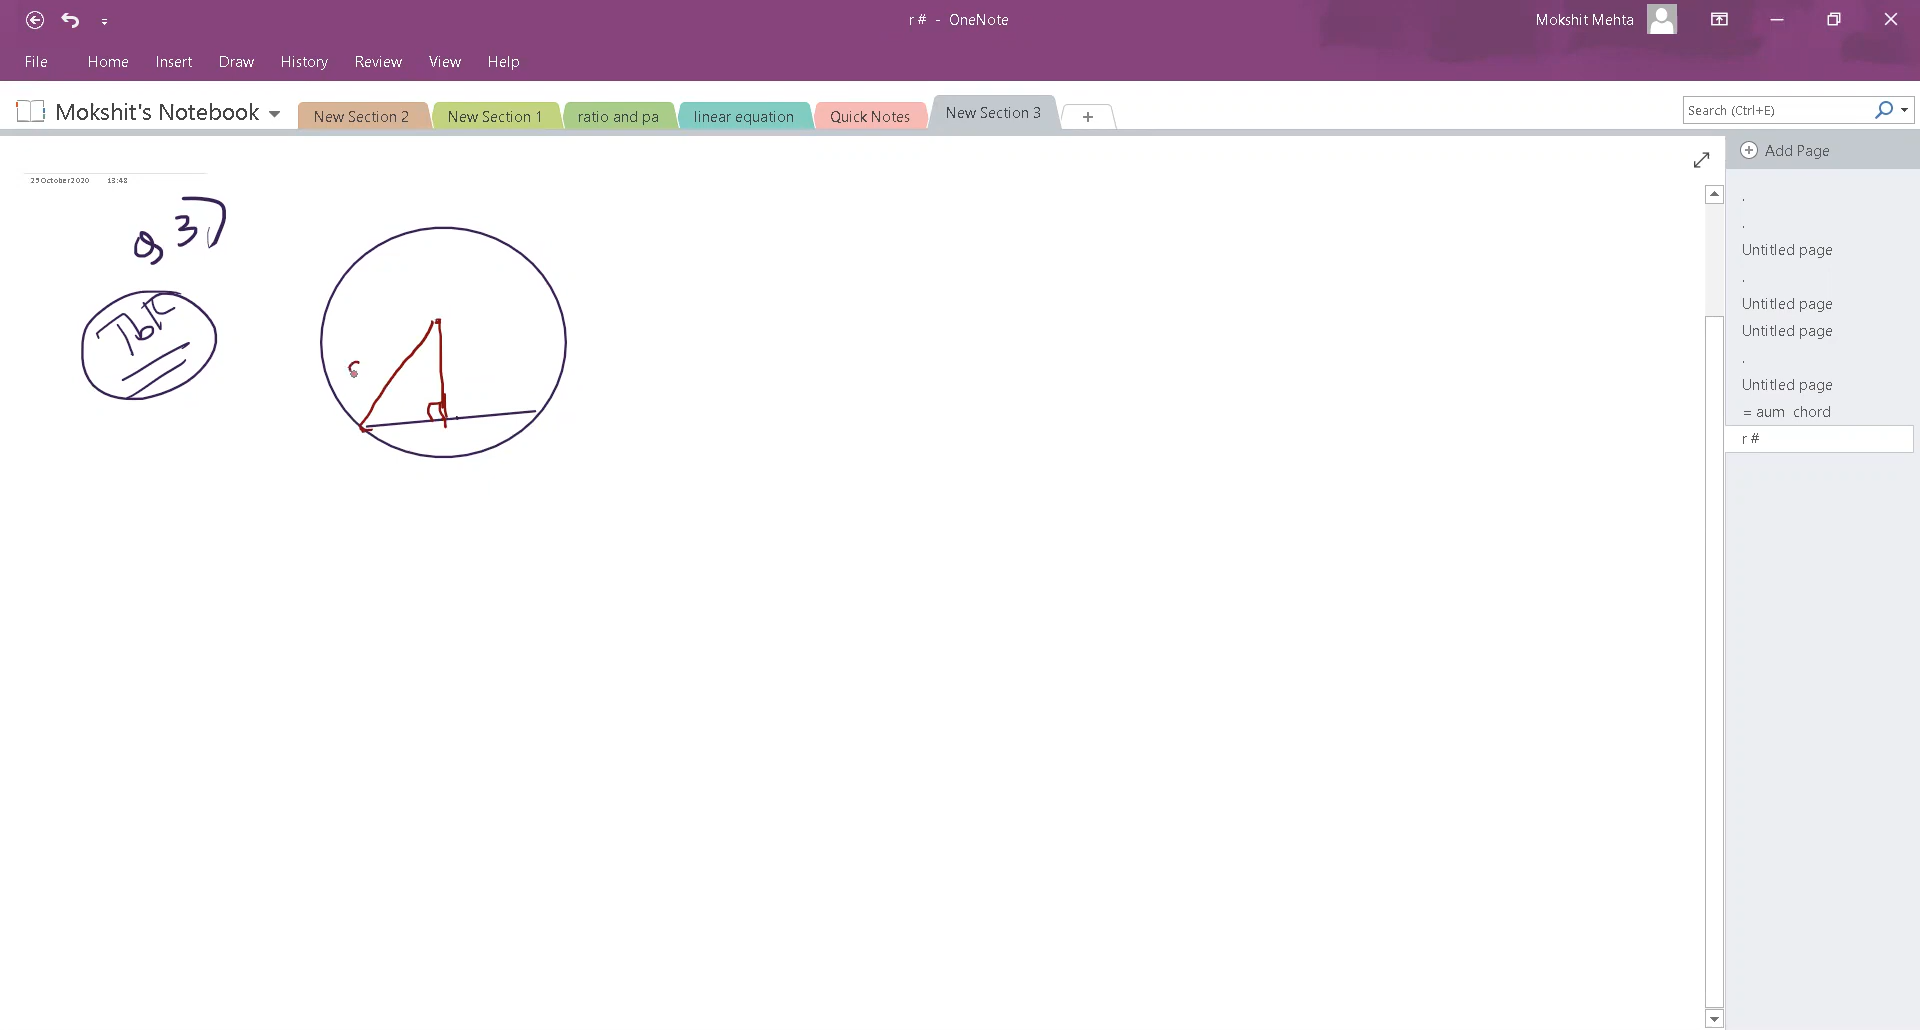 r # - OneNote
Mokshit Mehta
File Home Insert Draw History Review View Help
Mokshit's Notebook
New Section 2
New Section 1
ratio and pa
linear equation
Quick Notes
New Section 3
+
Search (Ctrl+E)
Add Page
25 October 2020 13:48
.
.
Untitled page
.
Untitled page
Untitled page
.
Untitled page
= aum chord
r #
TbK